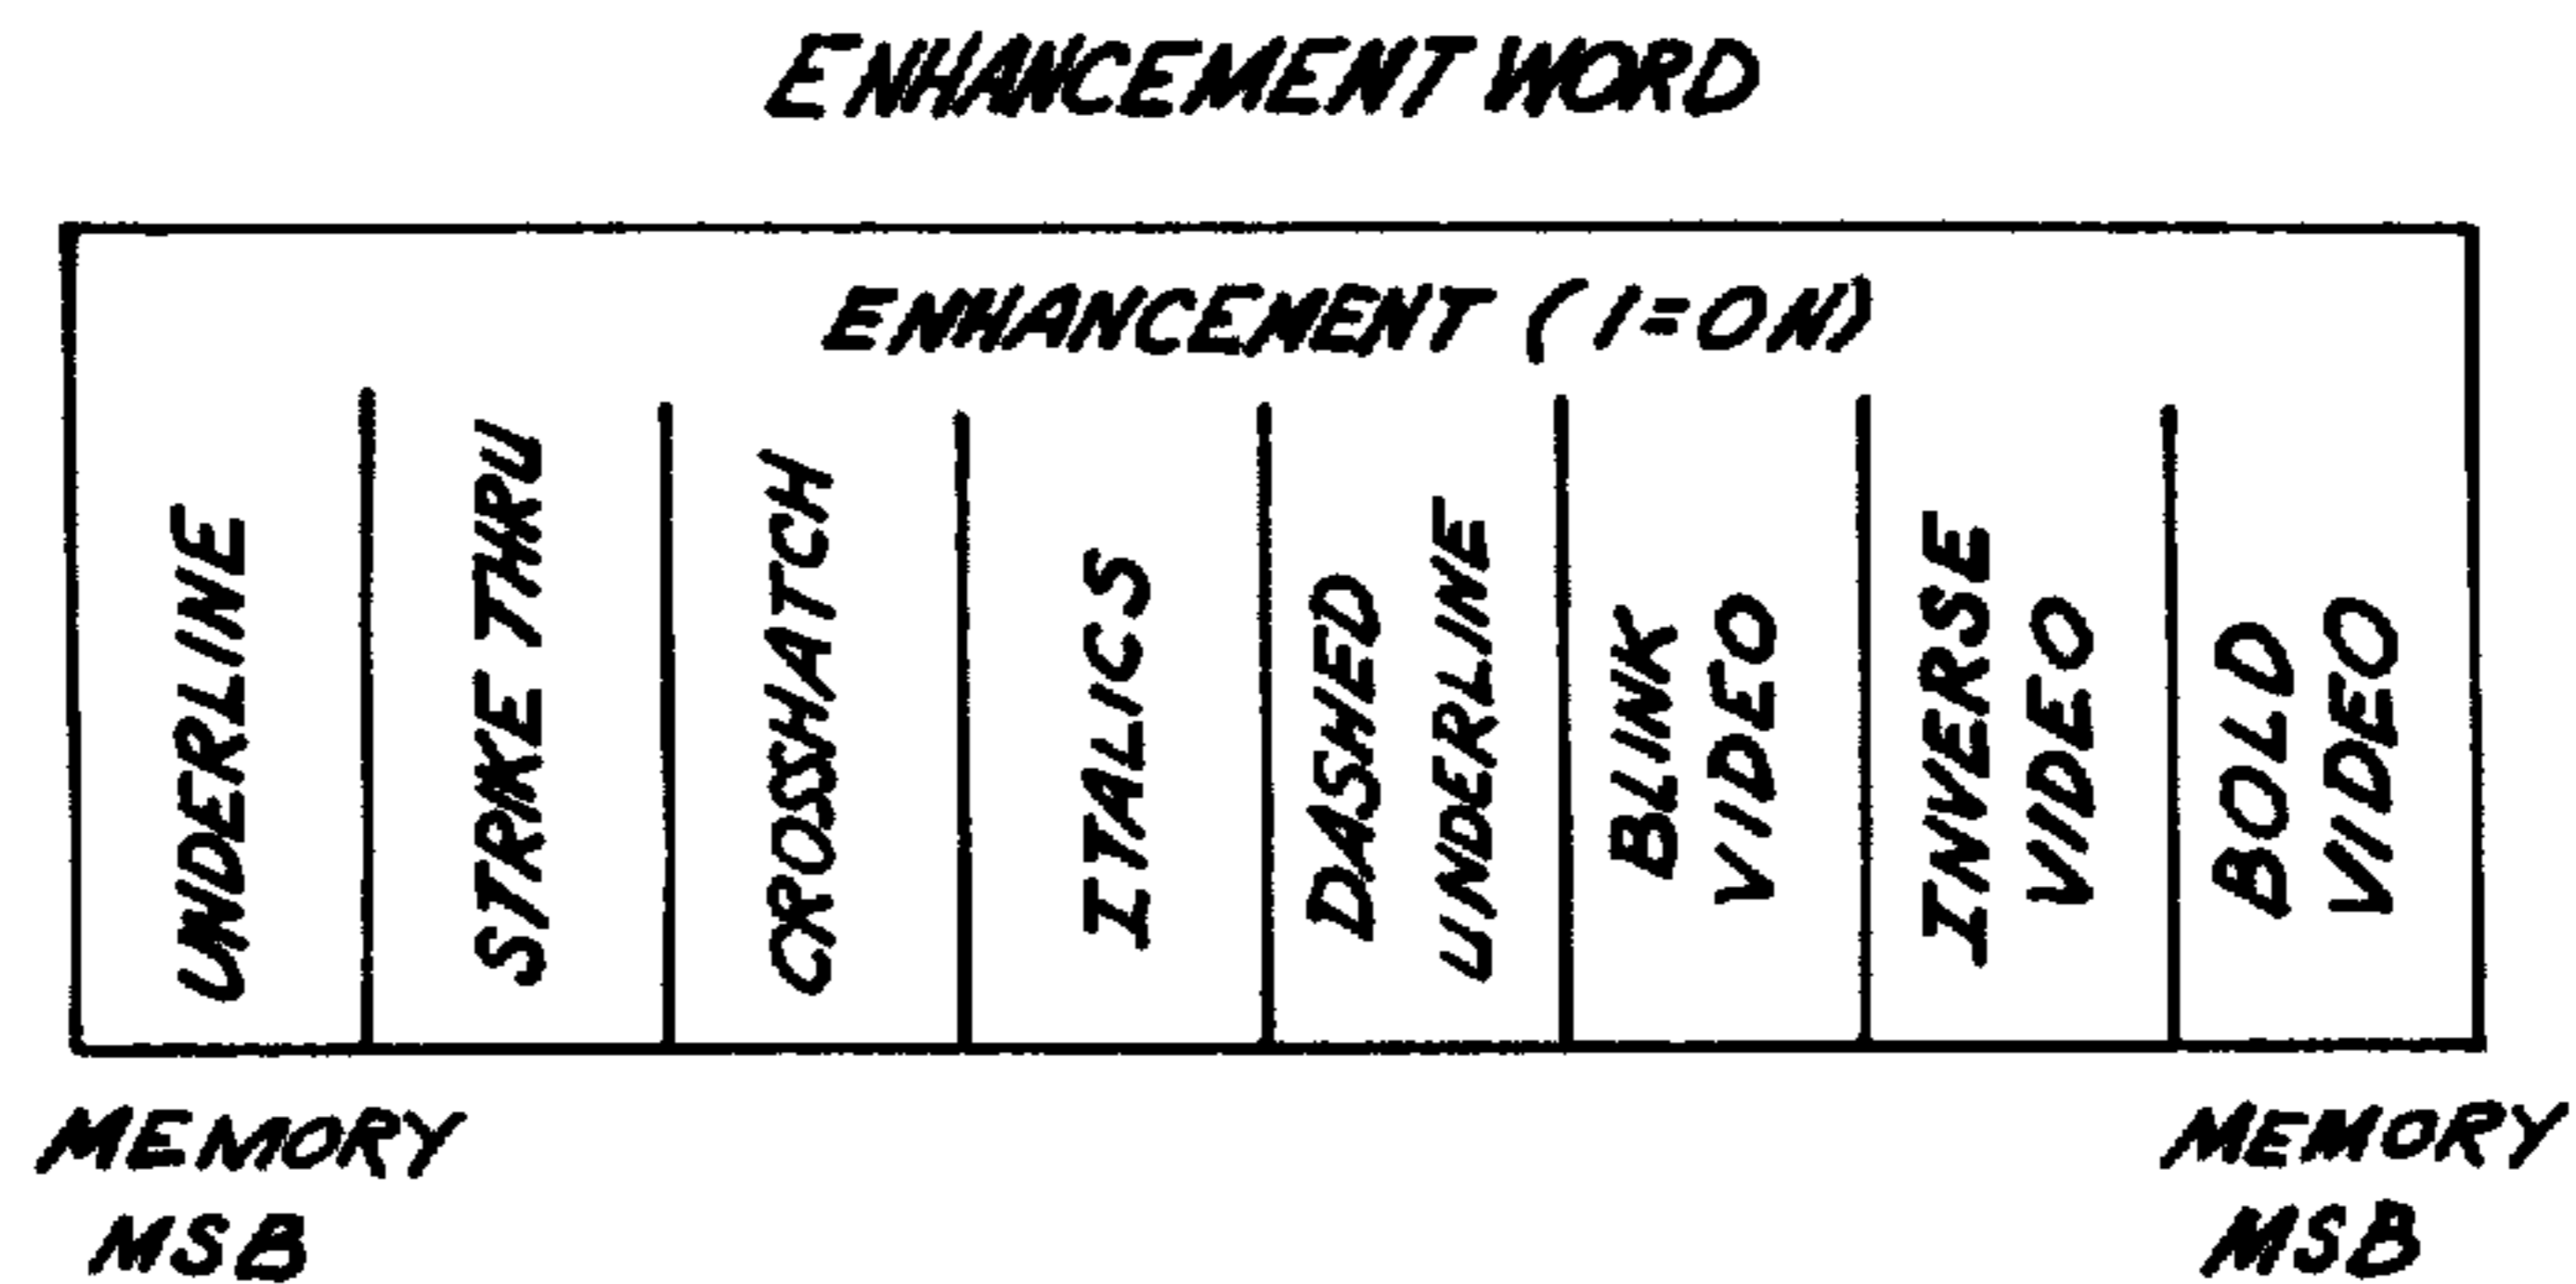 ENHANCEMENT WORD
ENHANCEMENT (1=ON)
UNDERLINE
STRIKE THRU
CROSSHATCH
ITALICS
DASHED
UNDERLINE
BLINK
VIDEO
INVERSE
VIDEO
BOLD
VIDEO
MEMORY
MSB
MEMORY
MSB